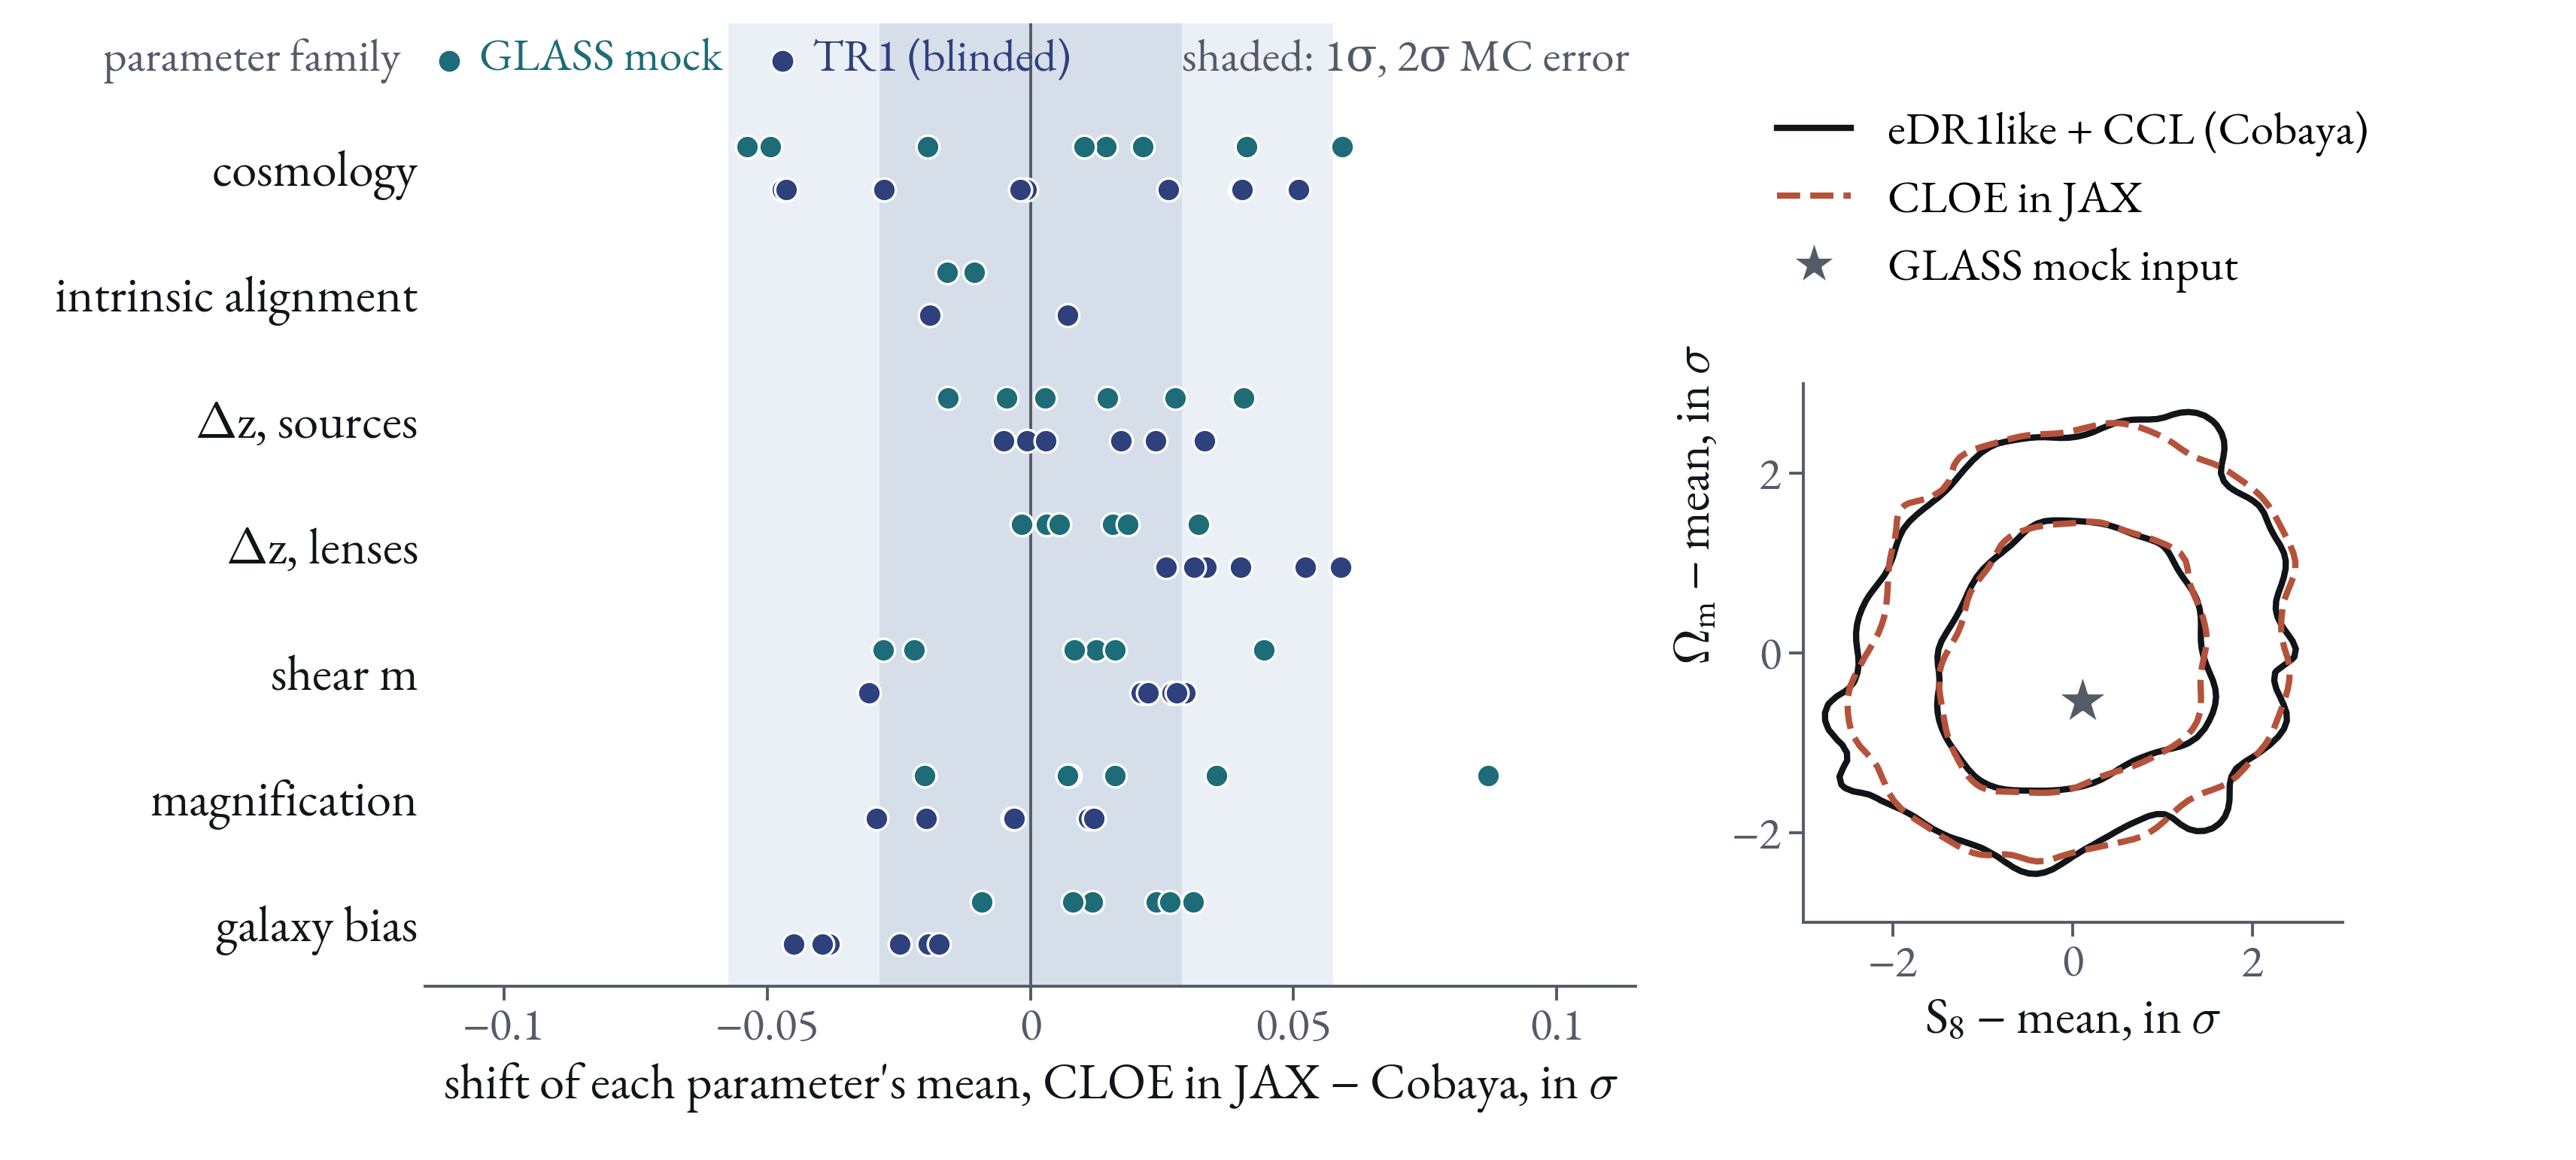 parameter family
GLASS mock
TR1 (blinded)
shaded: 1σ, 2σ MC error
cosmology
intrinsic alignment
Δz, sources
Δz, lenses
shear m
magnification
galaxy bias
−0.1
−0.05
0
0.05
0.1
shift of each parameter's mean, CLOE in JAX − Cobaya, in σ
eDR1like + CCL (Cobaya)
CLOE in JAX
GLASS mock input
Ωm − mean, in σ
2
0
−2
−2
0
2
S8 − mean, in σ